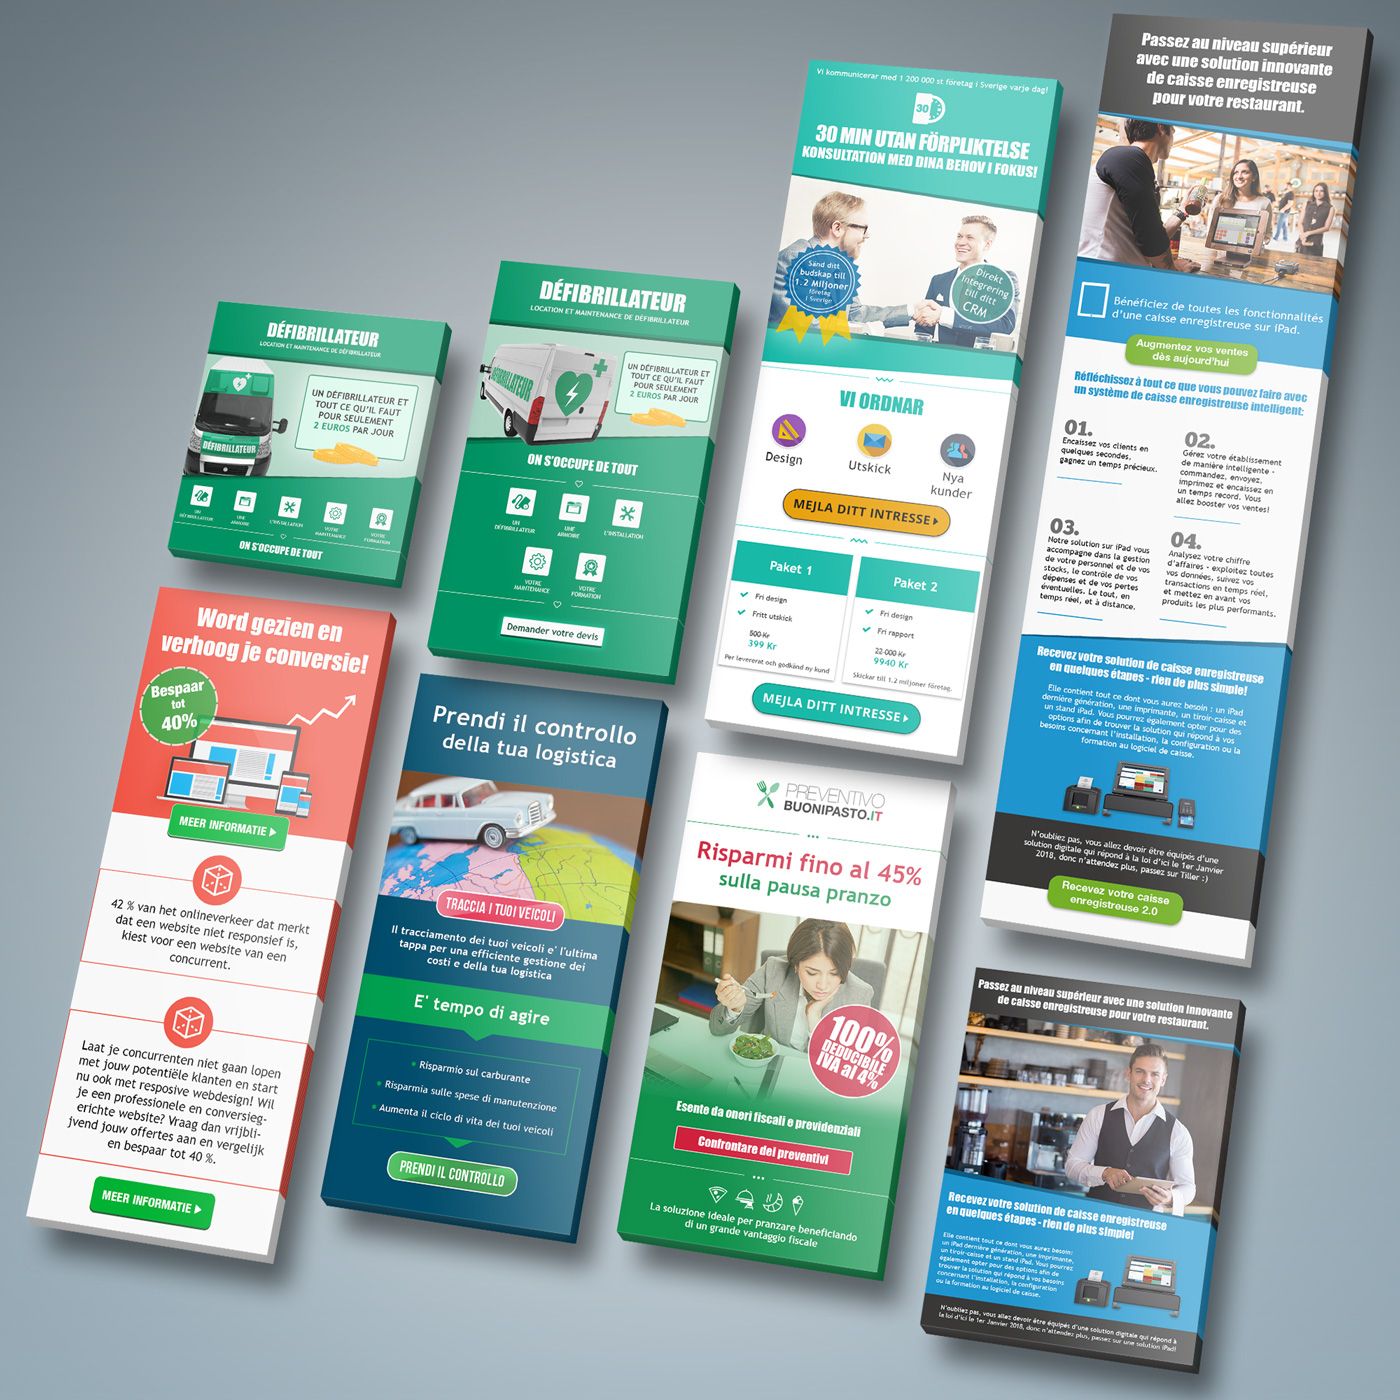 DÉFIBRILLATEUR
LOCATION ET MAINTENANCE DE DÉFIBRILLATEUR
DÉFIBRILLATEUR
UN DÉFIBRILLATEUR ET
TOUT CE QU'IL FAUT
POUR SEULEMENT
2 EUROS PAR JOUR
UN
DÉFIBRILLATEUR
UNE
ARMOIRE
L'INSTALLATION
VOTRE
MAINTENANCE
VOTRE
FORMATION
ON S'OCCUPE DE TOUT
DÉFIBRILLATEUR
LOCATION ET MAINTENANCE DE DÉFIBRILLATEUR
DÉFIBRILLATEUR
UN DÉFIBRILLATEUR ET
TOUT CE QU'IL FAUT
POUR SEULEMENT
2 EUROS PAR JOUR
ON S'OCCUPE DE TOUT
UN
DÉFIBRILLATEUR
UNE
ARMOIRE
L'INSTALLATION
VOTRE
MAINTENANCE
VOTRE
FORMATION
Demander votre devis
Vi kommunicerar med 1 200 000 st företag i Sverige varje dag!
30
30 MIN UTAN FÖRPLIKTELSE
KONSULTATION MED DINA BEHOV I FOKUS!
Sänd ditt
budskap till
1.2 Miljoner
företag
i Sverige
Direkt
integrering
till ditt
CRM
VI ORDNAR
Design
Utskick
Nya
kunder
MEJLA DITT INTRESSE
Paket 1
Fri design
Fritt utskick
500 Kr
399 Kr
Per levererat och godkänd ny kund
Paket 2
Fri design
Fri rapport
22 000 Kr
9940 Kr
Skickar till 1.2 miljoner företag.
MEJLA DITT INTRESSE
Passez au niveau supérieur
avec une solution innovante
de caisse enregistreuse
pour votre restaurant.
Bénéficiez de toutes les fonctionnalités
d'une caisse enregistreuse sur iPad.
Augmentez vos ventes
dès aujourd'hui
Réfléchissez à tout ce que vous pouvez faire avec
un système de caisse enregistreuse intelligent:
01.
Encaissez vos clients en
quelques secondes,
gagnez un temps précieux.
02.
Gérez votre établissement
de manière intelligente -
commandez, envoyez,
imprimez et encaissez en
un temps record. Vous
allez booster vos ventes!
03.
Notre solution sur iPad vous
accompagne dans la gestion
de votre personnel et de vos
stocks, le contrôle de vos
dépenses et de vos pertes
éventuelles. Le tout, en
temps réel, et à distance.
04.
Analysez votre chiffre
d'affaires - exploitez toutes
vos données, suivez vos
transactions en temps réel,
et mettez en avant vos
produits les plus performants.
Recevez votre solution de caisse enregistreuse
en quelques étapes - rien de plus simple!
Elle contient tout ce dont vous aurez besoin : un iPad
dernière génération, une imprimante, un tiroir-caisse et
un stand iPad. Vous pourrez également opter pour des
options afin de trouver la solution qui répond à vos
besoins concernant l'installation, la configuration ou la
formation au logiciel de caisse.
N'oubliez pas, vous allez devoir être équipés d'une
solution digitale qui répond à la loi d'ici le 1er Janvier
2018, donc n'attendez plus, passez sur Tiller :)
Recevez votre caisse
enregistreuse 2.0
Word gezien en
verhoog je conversie!
Bespaar
tot
40%
MEER INFORMATIE
42 % van het onlineverkeer dat merkt
dat een website niet responsief is,
kiest voor een website van een
concurrent.
Laat je concurrenten niet gaan lopen
met jouw potentiële klanten en start
nu ook met resposive webdesign! Wil
je een professionele en conversieg-
erichte website? Vraag dan vrijbli-
jvend jouw offertes aan en vergelijk
en bespaar tot 40 %.
MEER INFORMATIE
Prendi il controllo
della tua logistica
TRACCIA I TUOI VEICOLI
Il tracciamento dei tuoi veicoli e' l'ultima
tappa per una efficiente gestione dei
costi e della tua logistica
E' tempo di agire
Risparmio sul carburante
Risparmia sulle spese di manutenzione
Aumenta il ciclo di vita dei tuoi veicoli
PRENDI IL CONTROLLO
PREVENTIVO
BUONIPASTO.IT
Risparmi fino al 45%
sulla pausa pranzo
100%
DEDUCIBILE
IVA al 4%
Esente da oneri fiscali e previdenziali
Confrontare dei preventivi
La soluzione ideale per pranzare beneficiando
di un grande vantaggio fiscale
Passez au niveau supérieur avec une solution innovante
de caisse enregistreuse pour votre restaurant.
Recevez votre solution de caisse enregistreuse
en quelques étapes - rien de plus simple!
Elle contient tout ce dont vous aurez besoin:
un iPad dernière génération, une imprimante,
un tiroir-caisse et un stand iPad. Vous pourrez
également opter pour des options afin de
trouver la solution qui répond à vos besoins
concernant l'installation, la configuration
ou la formation au logiciel de caisse.
N'oubliez pas, vous allez devoir être équipés d'une solution digitale qui répond à
la loi d'ici le 1er Janvier 2018, donc n'attendez plus, passez sur une solution iPad!